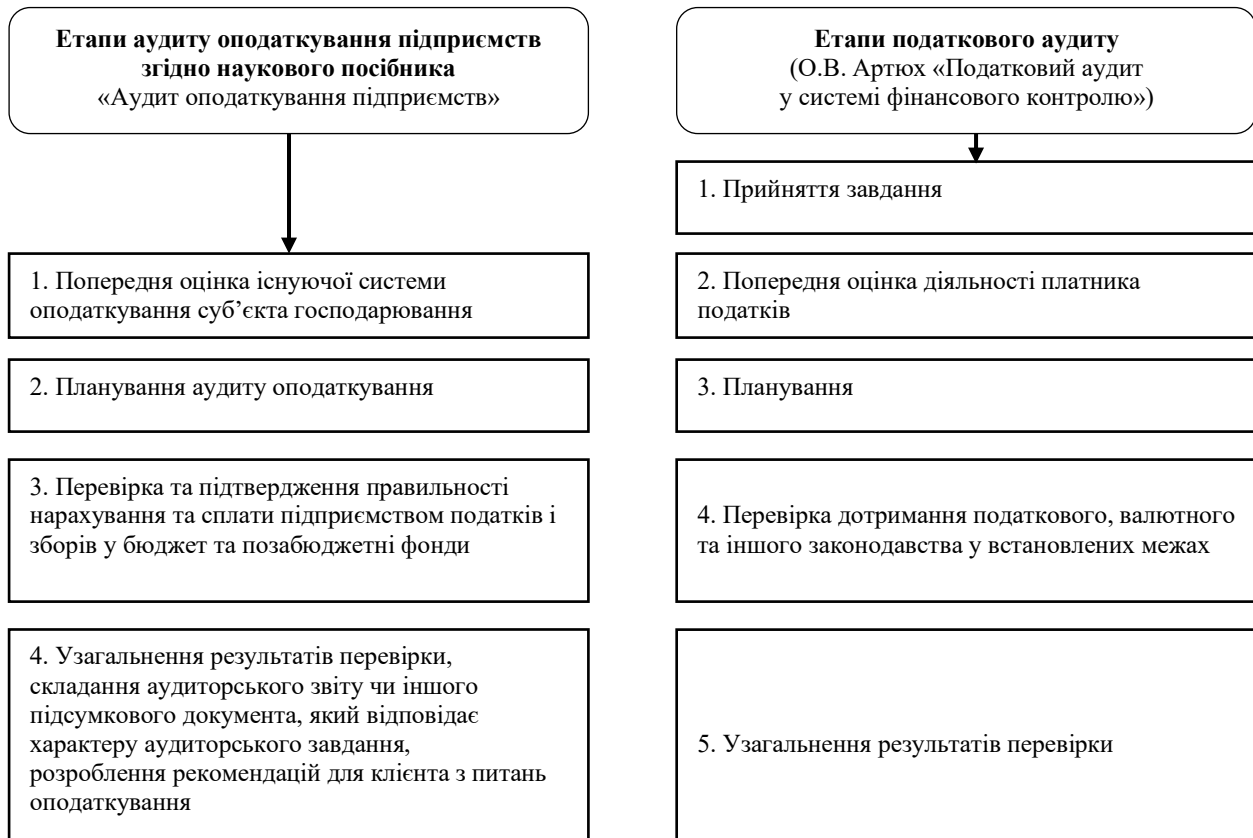 Етапи аудиту оподаткування підприємств
згідно наукового посібника
«Аудит оподаткування підприємств»
1. Попередня оцінка існуючої системи
оподаткування суб’єкта господарювання
2. Планування аудиту оподаткування
3. Перевірка та підтвердження правильності
нарахування та сплати підприємством податків і
зборів у бюджет та позабюджетні фонди
4. Узагальнення результатів перевірки,
складання аудиторського звіту чи іншого
підсумкового документа, який відповідає
характеру аудиторського завдання,
розроблення рекомендацій для клієнта з питань
оподаткування
Етапи податкового аудиту
(О.В. Артюх «Податковий аудит
у системі фінансового контролю»)
1. Прийняття завдання
2. Попередня оцінка діяльності платника
податків
3. Планування
4. Перевірка дотримання податкового, валютного
та іншого законодавства у встановлених межах
5. Узагальнення результатів перевірки